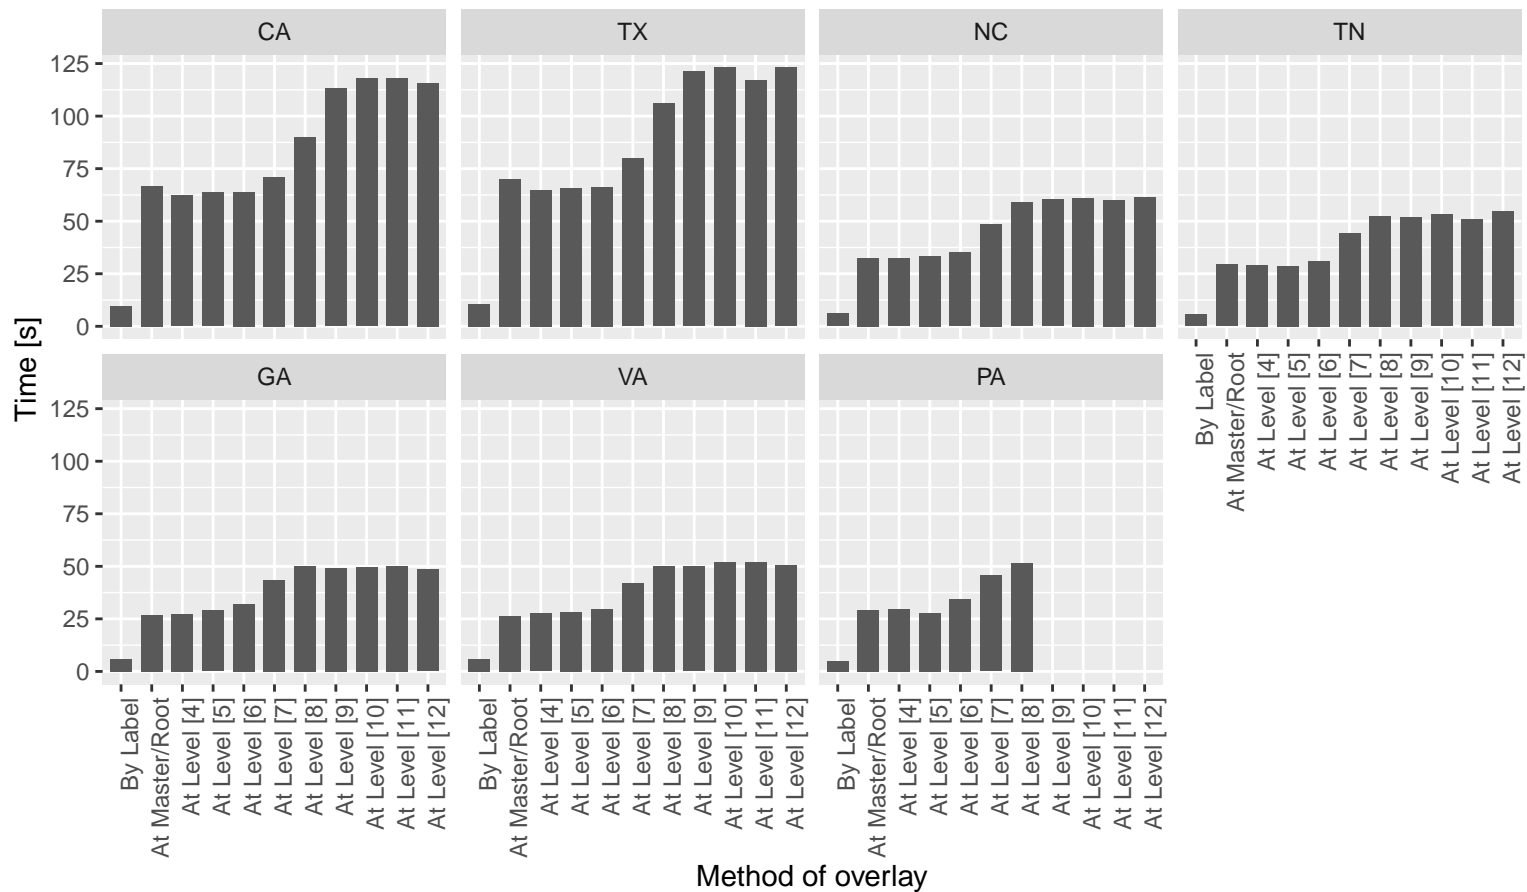 CA
TX
NC
TN
125
100
75
50
25
0
By Label
At Master/Root
At Level [4]
At Level [5]
At Level [6]
At Level [7]
At Level [8]
At Level [9]
At Level [10]
At Level [11]
At Level [12]
Time [s]
GA
VA
PA
125
100
75
50
25
0
By Label
At Master/Root
At Level [4]
At Level [5]
At Level [6]
At Level [7]
At Level [8]
At Level [9]
At Level [10]
At Level [11]
At Level [12]
By Label
At Master/Root
At Level [4]
At Level [5]
At Level [6]
At Level [7]
At Level [8]
At Level [9]
At Level [10]
At Level [11]
At Level [12]
By Label
At Master/Root
At Level [4]
At Level [5]
At Level [6]
At Level [7]
At Level [8]
At Level [9]
At Level [10]
At Level [11]
At Level [12]
Method of overlay